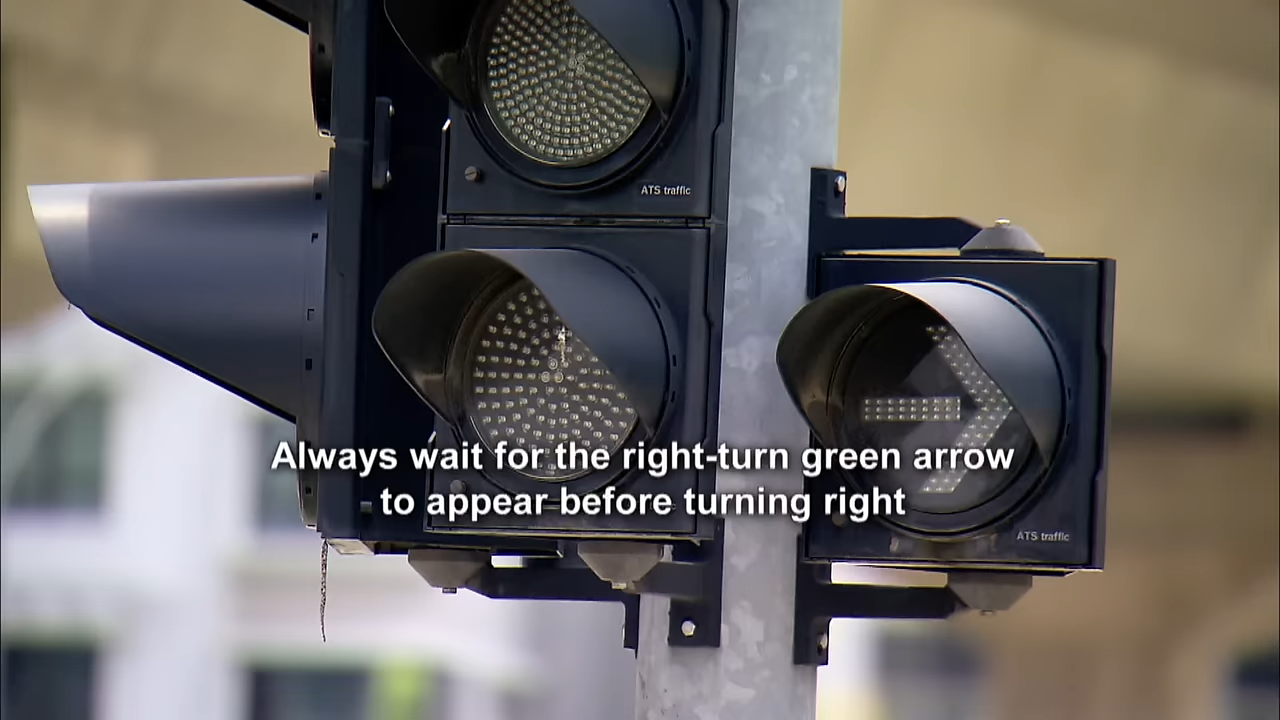 ATS traffic
Always wait for the right-turn green arrow
to appear before turning right
ATS traffic